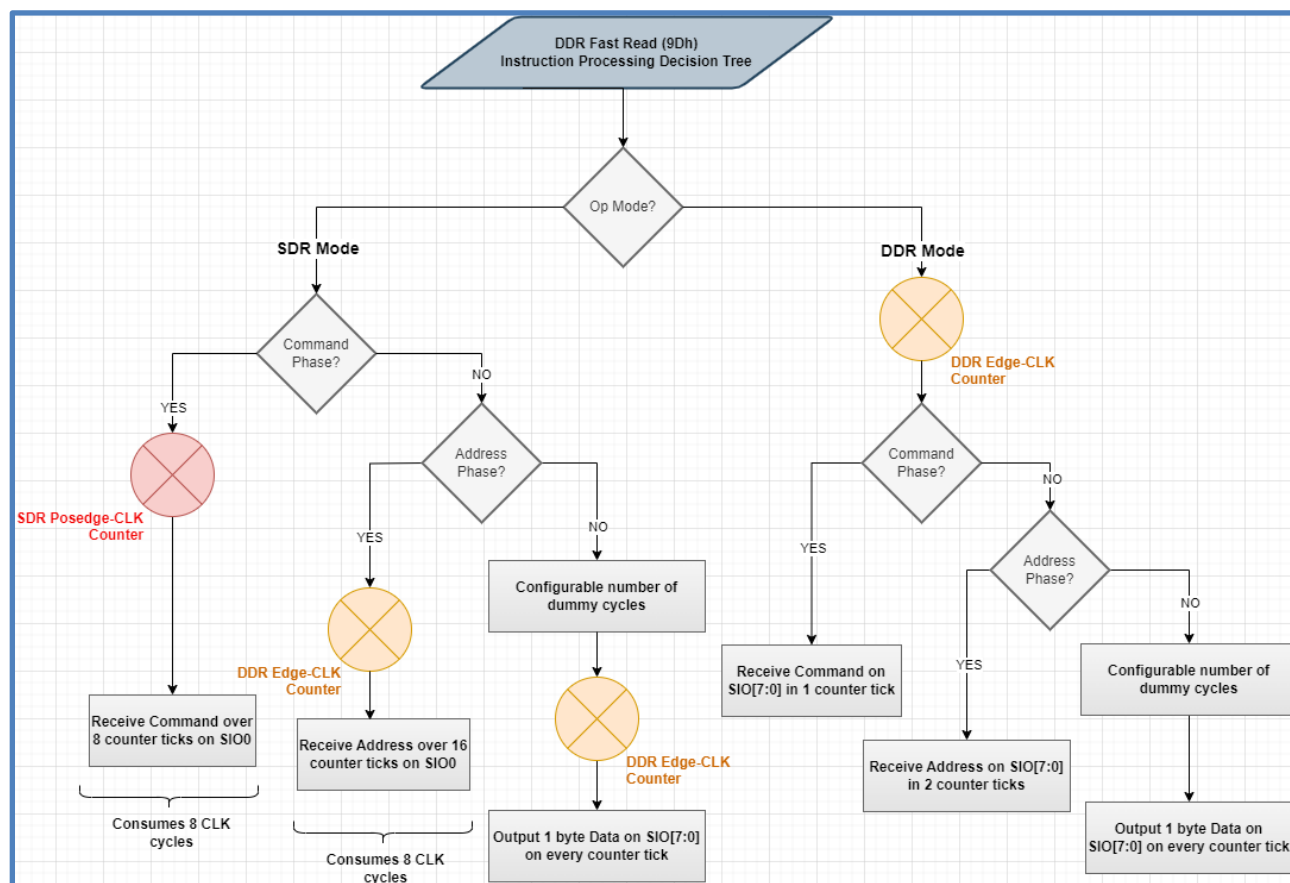 DDR Fast Read (9Dh)
Instruction Processing Decision Tree
Op Mode?
SDR Mode
DDR Mode
Command
Phase?
DDR Edge-CLK
Counter
NO
YES
Address
Phase?
Command
Phase?
NO
SDR Posedge-CLK
Counter
YES
NO
YES
Address
Phase?
Configurable number of
dummy cycles
NO
YES
DDR Edge-CLK
Counter
Receive Command on
SIO[7:0] in 1 counter tick
Configurable number of
dummy cycles
Receive Command over
8 counter ticks on SIO0
Receive Address over 16
counter ticks on SIO0
DDR Edge-CLK
Counter
Receive Address on SIO[7:0]
in 2 counter ticks
Consumes 8 CLK
cycles
Consumes 8 CLK
cycles
Output 1 byte Data on SIO[7:0]
on every counter tick
Output 1 byte Data on
SIO[7:0] on every counter tick